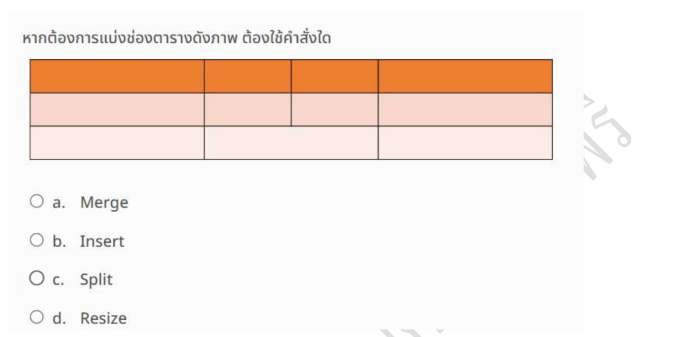 หากต้องการแบ่งช่องตารางดังภาพ ต้องใช้คำสั่งใด
a. Merge
b. Insert
c. Split
d. Resize